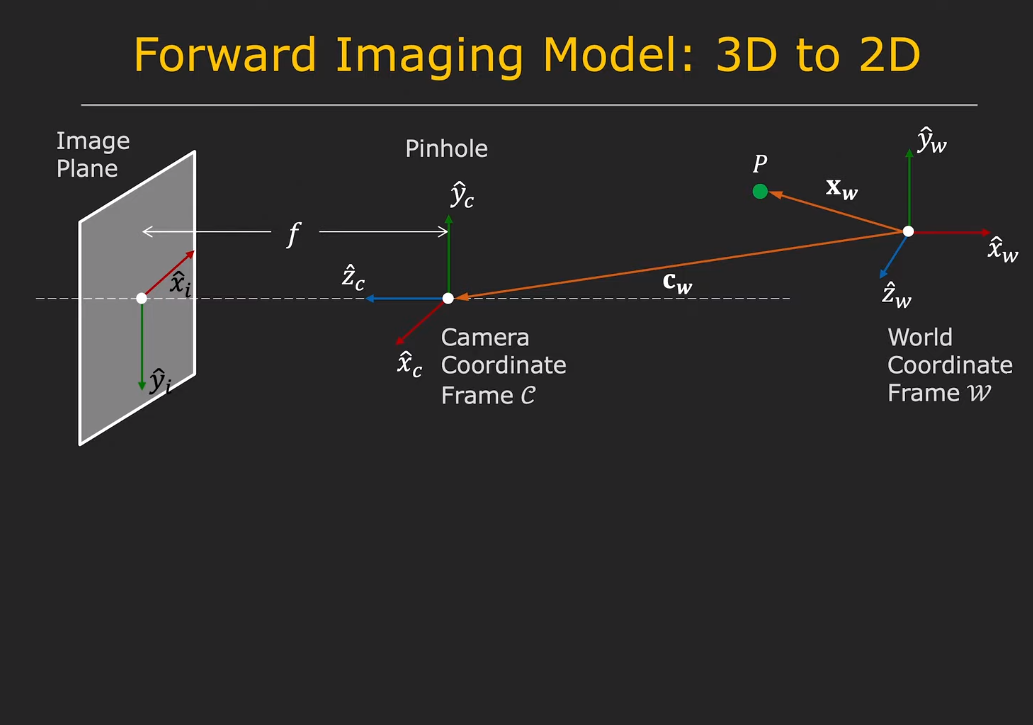 Forward Imaging Model: 3D to 2D
Image
Plane
Pinhole
P
𝐱_w
ŷ_w
x̂_w
ẑ_w
ŷ_c
f
ẑ_c
x̂_i
𝐜_w
x̂_c
ŷ_i
Camera
Coordinate
Frame 𝒞
World
Coordinate
Frame 𝒲